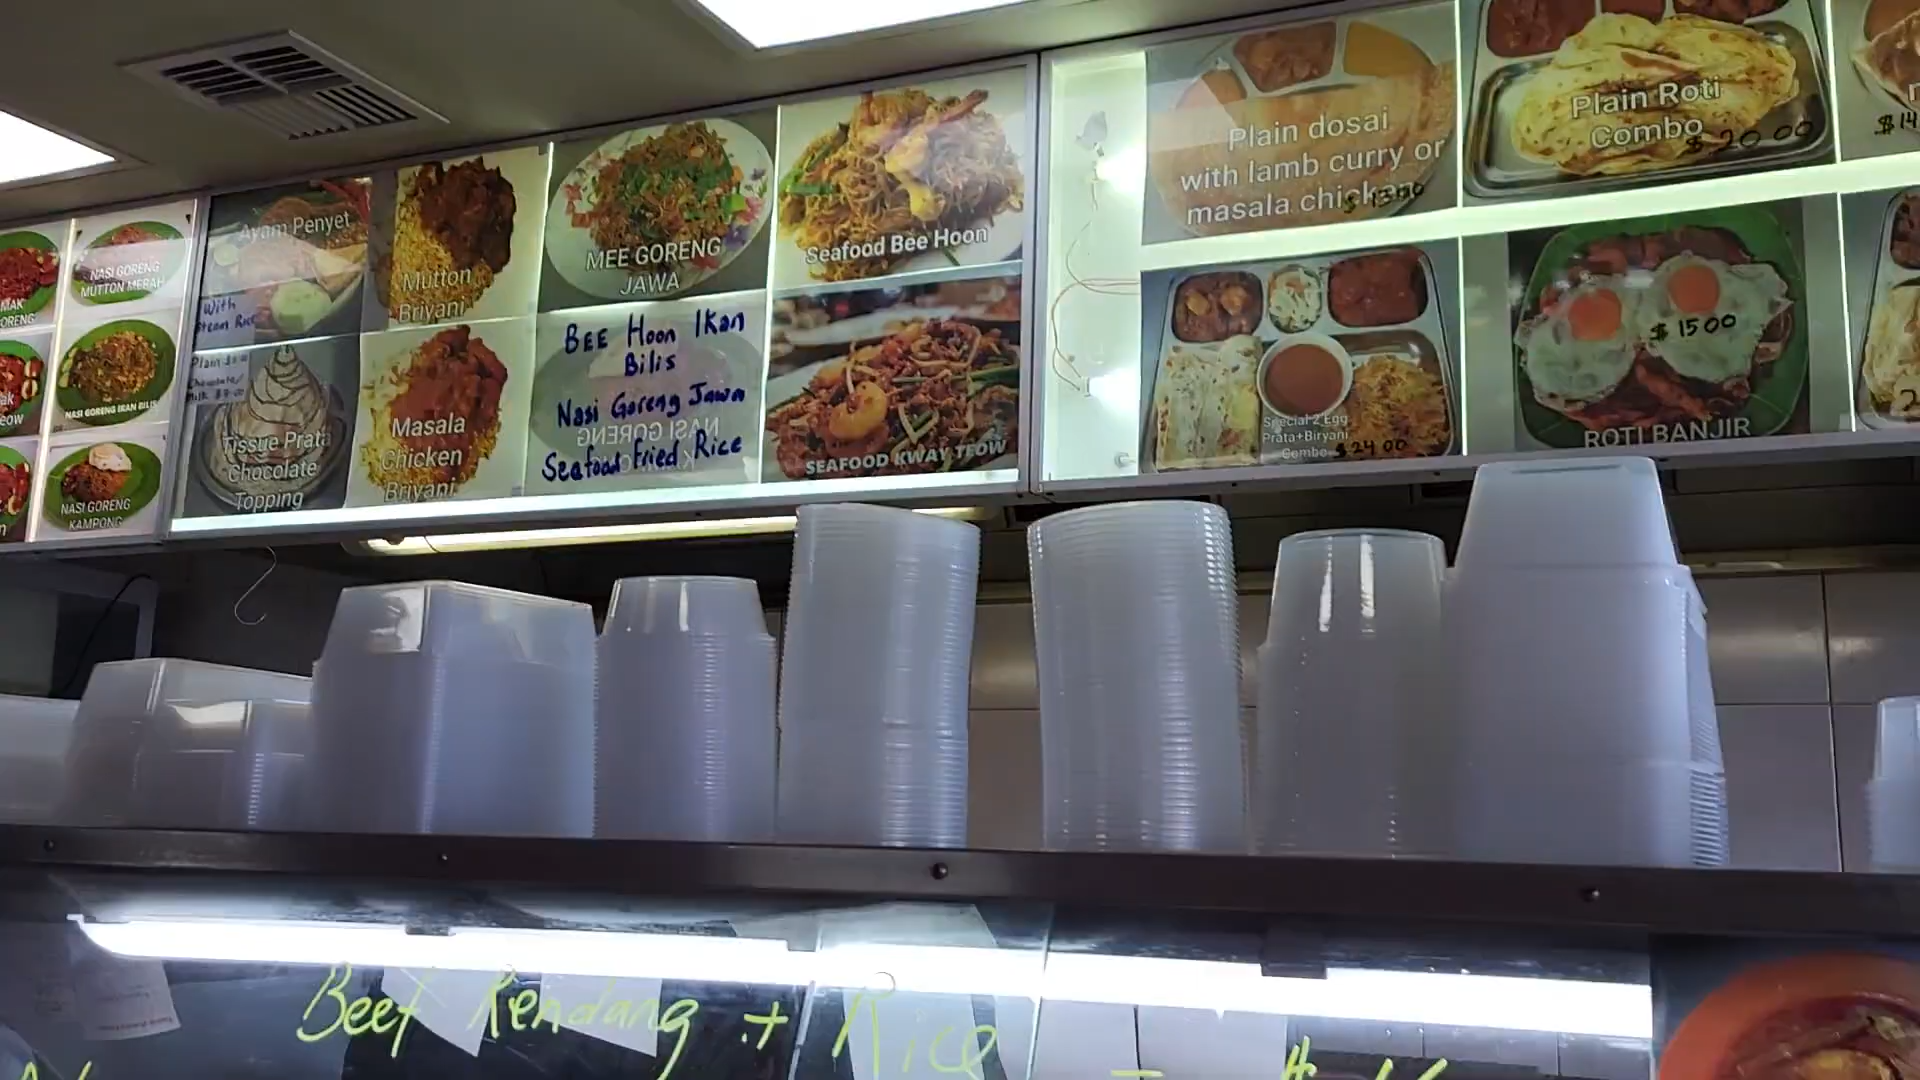 NASI GORENG
MUTTON MERAH
NASI GORENG IKAN BILIS
NASI GORENG
KAMPONG
Ayam Penyet
With
Steam Rice
Mutton
Briyani
MEE GORENG
JAWA
Seafood Bee Hoon
Tissue Prata
Chocolate
Topping
Masala
Chicken
Briyani
BEE Hoon Ikan
Bilis
Nasi Goreng Jawa
Seafood Fried Rice
SEAFOOD KWAY TEOW
Plain dosai
with lamb curry or
masala chicken
Plain Roti
Combo $20.00
$14
Special 2 Egg
Prata+Biryani
Combo $24.00
$15 00
ROTI BANJIR
Beef Rendang + Rice